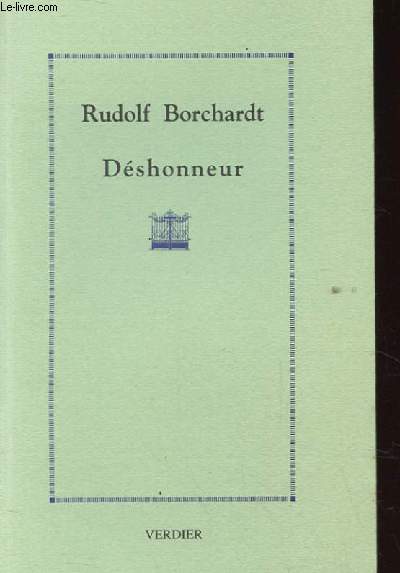 Le-livre.com
Rudolf Borchardt
Déshonneur
VERDIER